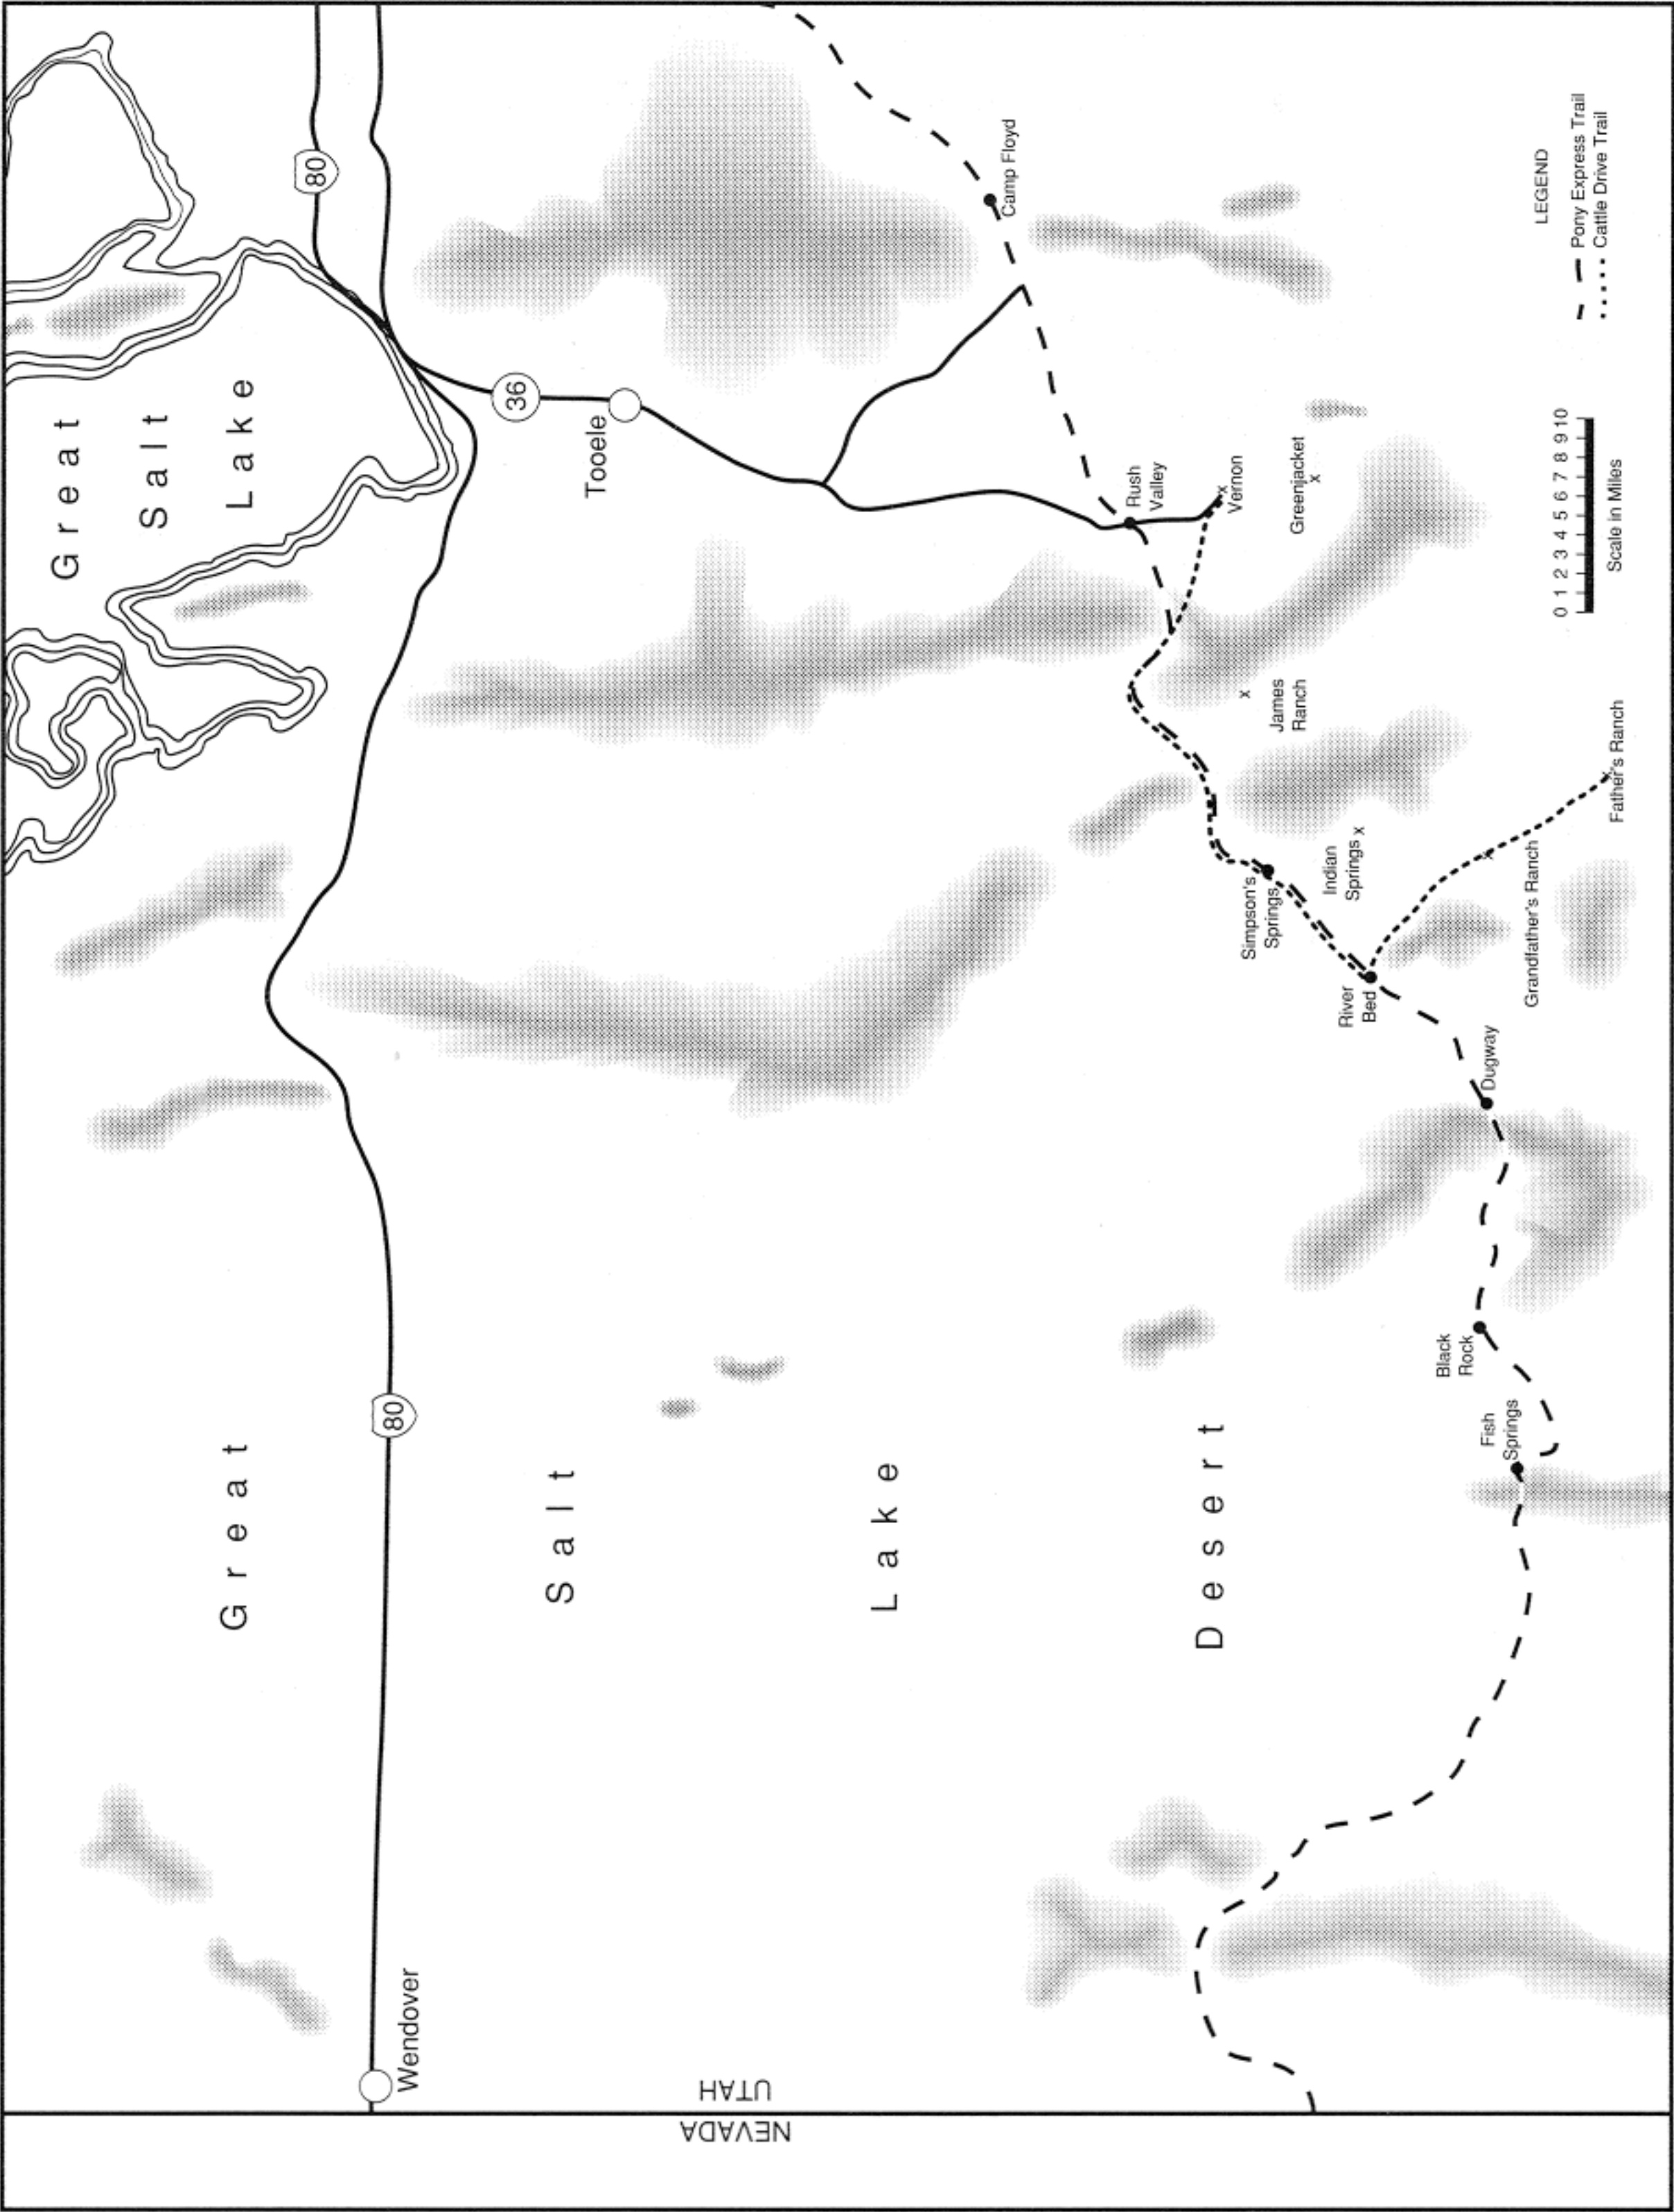 Great
Salt
Lake
80
36
Tooele
Camp Floyd
Rush
Valley
Vernon
Greenjacket
James
Ranch
Simpson's
Springs
Indian
Springs
River
Bed
Father's Ranch
Grandfather's Ranch
Dugway
Black
Rock
Fish
Springs
Great
Salt
Lake
Desert
80
Wendover
UTAH
NEVADA
LEGEND
Pony Express Trail
Cattle Drive Trail
0 1 2 3 4 5 6 7 8 9 10
Scale in Miles